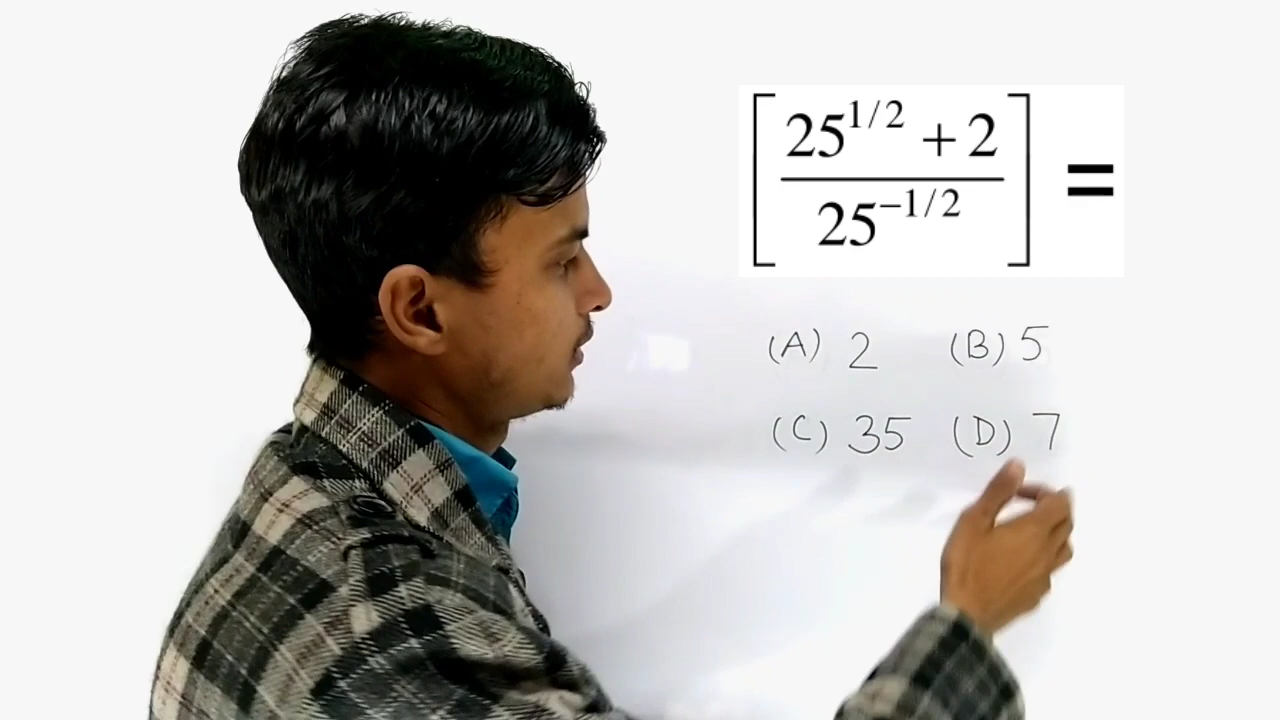 [ (25^{1/2} + 2) / 25^{-1/2} ] =
(A) 2 (B) 5
(C) 35 (D) 7